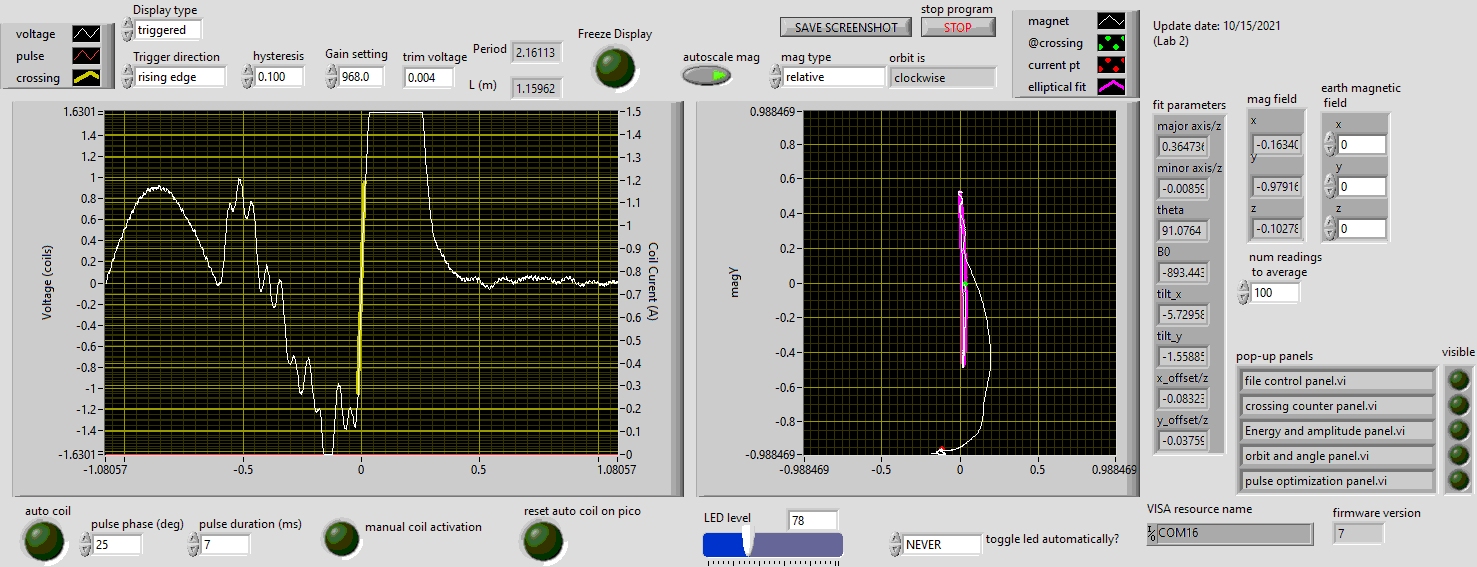 voltage
pulse
crossing
Display type
triggered
Trigger direction
rising edge
hysteresis
0.100
Gain setting
968.0
trim voltage
0.004
Period
2.16113
L (m)
1.15962
Freeze Display
autoscale mag
SAVE SCREENSHOT
stop program
STOP
mag type
relative
orbit is
clockwise
magnet
@crossing
current pt
elliptical fit
Update date: 10/15/2021
(Lab 2)
Voltage (coils)
1.6301
1.4
1.2
1
0.8
0.6
0.4
0.2
0
-0.2
-0.4
-0.6
-0.8
-1
-1.2
-1.4
-1.6301
-1.08057
-0.5
0
0.5
1.08057
1.5
1.4
1.3
1.2
1.1
1
0.9
0.8
0.7
0.6
0.5
0.4
0.3
0.2
0.1
0
Coil Curent (A)
magY
0.988469
0.8
0.6
0.4
0.2
0
-0.2
-0.4
-0.6
-0.8
-0.988469
-0.988469
-0.5
0
0.5
0.988469
fit parameters
major axis/z
0.36473
minor axis/z
-0.00859
theta
91.0764
B0
-893.443
tilt_x
-5.72958
tilt_y
-1.55885
x_offset/z
-0.08323
y_offset/z
-0.03759
mag field
x
-0.1634
y
-0.97916
z
-0.10278
earth magnetic
field
x
0
y
0
z
0
num readings
to average
100
pop-up panels
visible
file control panel.vi
crossing counter panel.vi
Energy and amplitude panel.vi
orbit and angle panel.vi
pulse optimization panel.vi
auto coil
pulse phase (deg)
25
pulse duration (ms)
7
manual coil activation
reset auto coil on pico
LED level
78
NEVER
toggle led automatically?
VISA resource name
COM16
firmware version
7